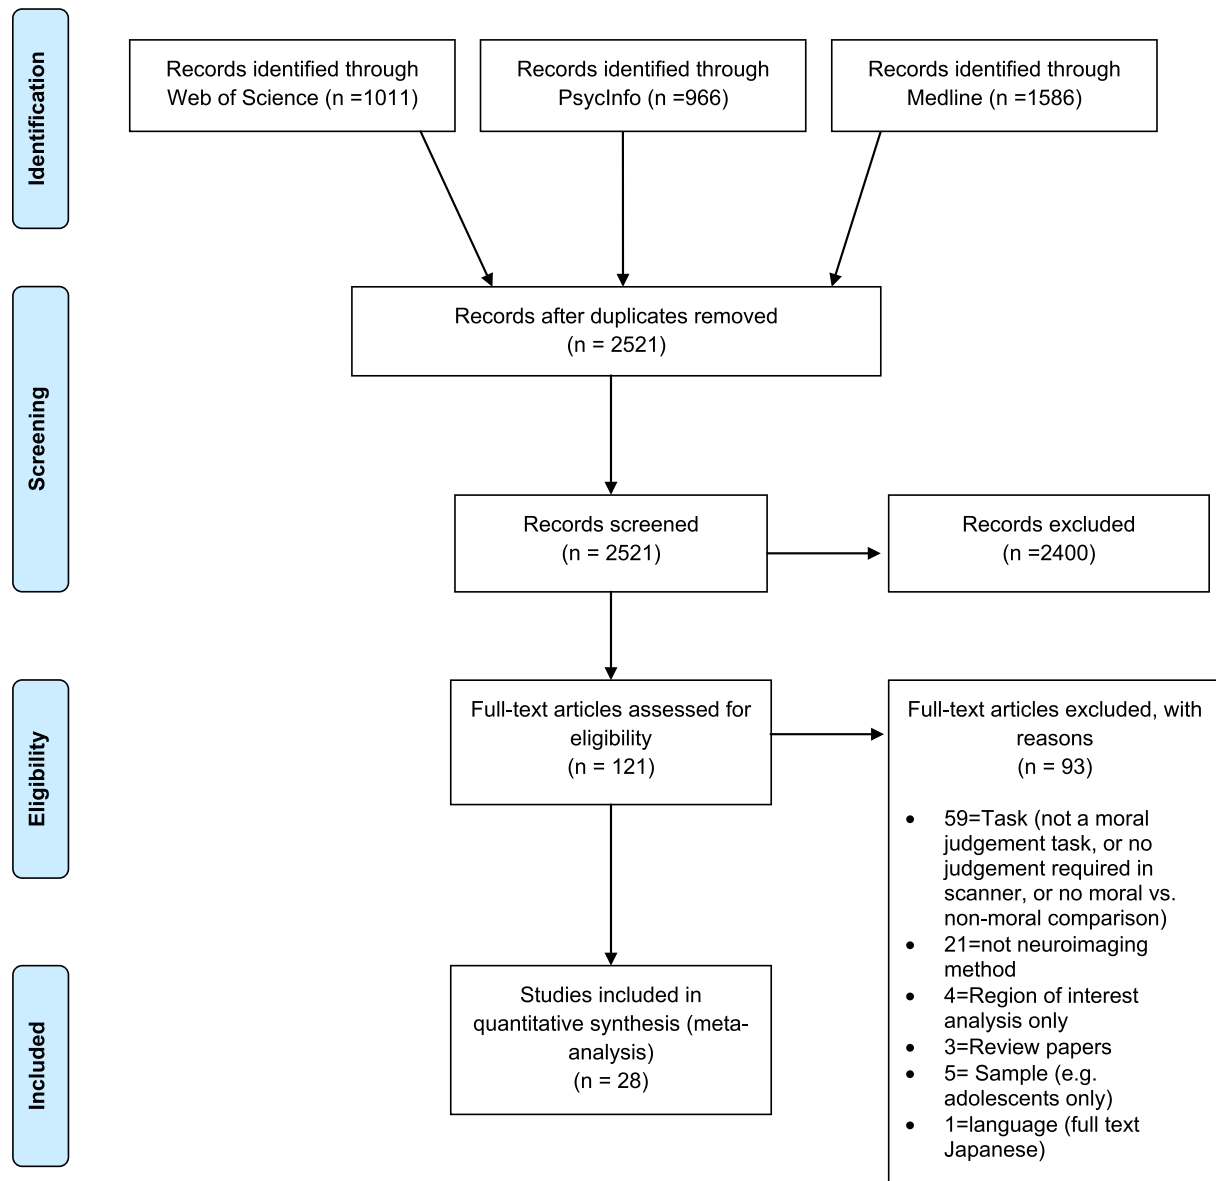 Identification
Records identified through
Web of Science (n =1011)
Records identified through
PsycInfo (n =966)
Records identified through
Medline (n =1586)
Screening
Records after duplicates removed
(n = 2521)
Records screened
(n = 2521)
Records excluded
(n =2400)
Eligibility
Full-text articles assessed for
eligibility
(n = 121)
Full-text articles excluded, with
reasons
(n = 93)
• 59=Task (not a moral
judgement task, or no
judgement required in
scanner, or no moral vs.
non-moral comparison)
• 21=not neuroimaging
method
• 4=Region of interest
analysis only
• 3=Review papers
• 5= Sample (e.g.
adolescents only)
• 1=language (full text
Japanese)
Included
Studies included in
quantitative synthesis (meta-
analysis)
(n = 28)